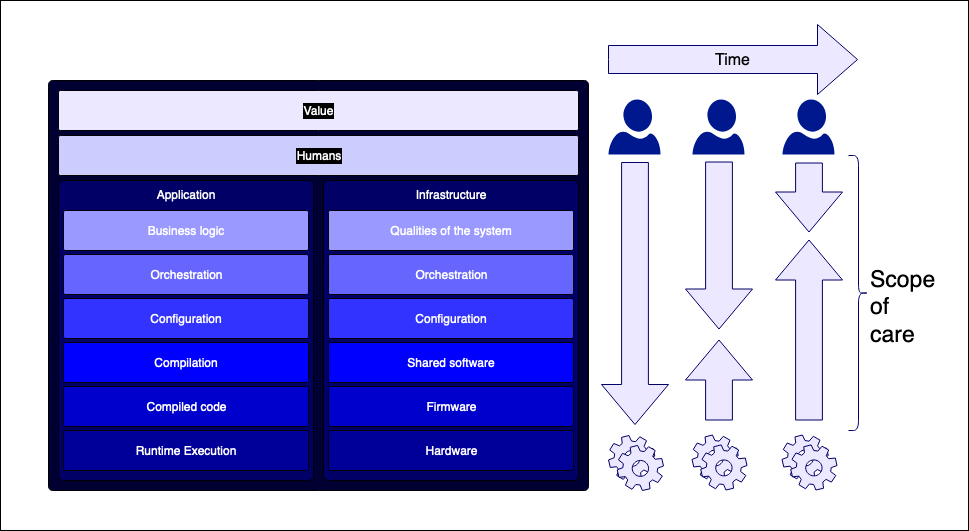 Time
Value
Humans
Application
Business logic
Orchestration
Configuration
Compilation
Compiled code
Runtime Execution
Infrastructure
Qualities of the system
Orchestration
Configuration
Shared software
Firmware
Hardware
Scope
of
care